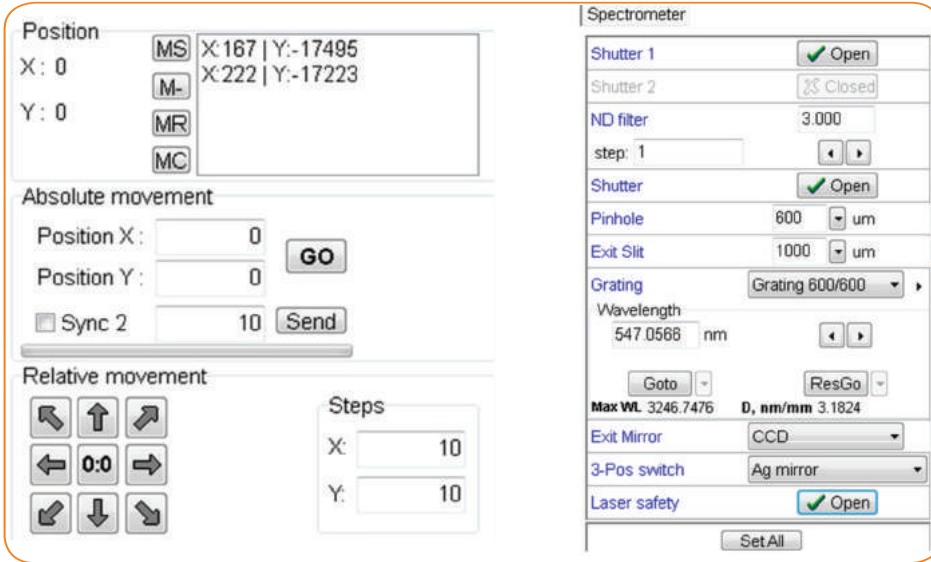 Position
X : 0
Y : 0
MS
M-
MR
MC
X:167 | Y:-17495
X:222 | Y:-17223
Absolute movement
Position X : 0
GO
Position Y : 0
Sync 2 10 Send
Relative movement
0:0
Steps
X: 10
Y: 10
Spectrometer
Shutter 1 Open
Shutter 2 Closed
ND filter 3.000
step: 1
Shutter Open
Pinhole 600 um
Exit Slit 1000 um
Grating Grating 600/600
Wavelength
547.0566 nm
Goto ResGo
Max WL 3246.7476 D, nm/mm 3.1824
Exit Mirror CCD
3-Pos switch Ag mirror
Laser safety Open
Set All